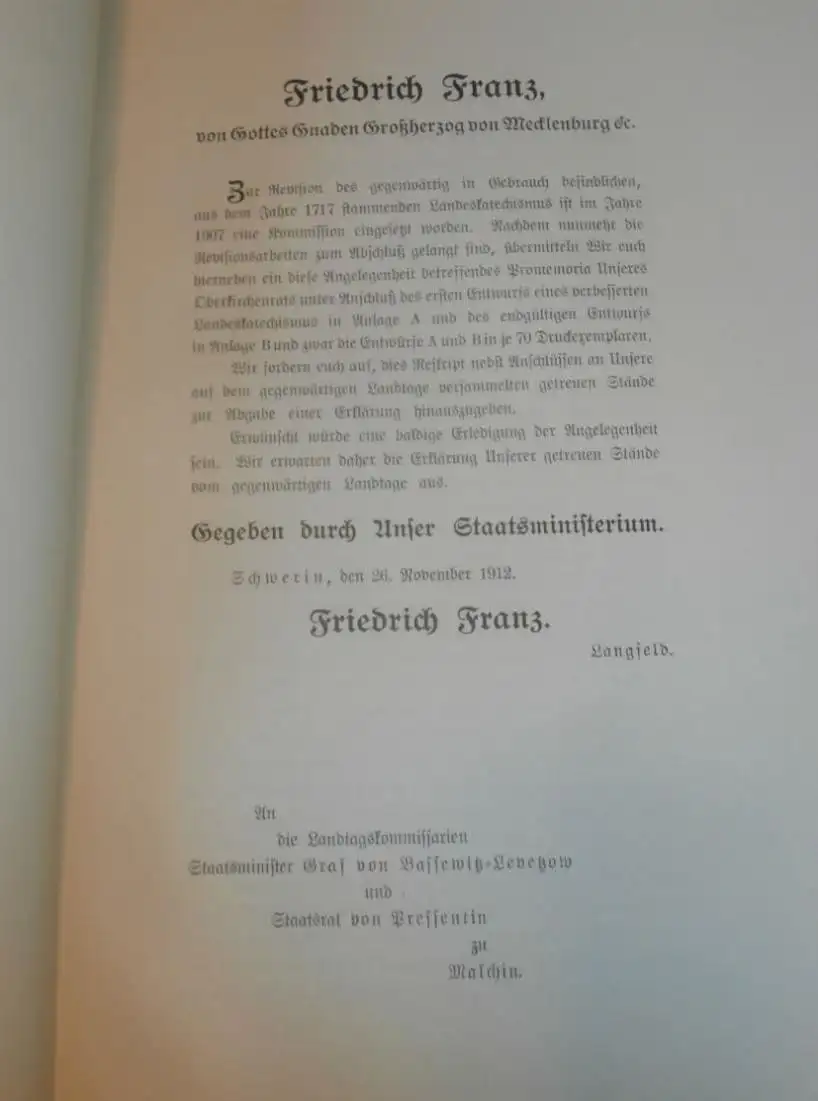 Friedrich Franz,
von Gottes Gnaden Großherzog von Mecklenburg &c.
Zur Revision des gegenwärtig in Gebrauch befindlichen,
aus dem Jahre 1717 stammenden Landeskatechismus ist im Jahre
1907 eine Kommission eingesetzt worden. Nachdem nunmehr die
Revisionsarbeiten zum Abschluß gelangt sind, übermitteln Wir euch
hierneben ein diese Angelegenheit betreffendes Promemoria Unseres
Oberkirchenrats unter Anschluß des ersten Entwurfs eines verbesserten
Landeskatechismus in Anlage A und des endgültigen Entwurfs
in Anlage B und zwar die Entwürfe A und B in je 70 Druckexemplaren.
Wir fordern euch auf, dies Reskript nebst Anschlüssen an Unsere
auf dem gegenwärtigen Landtage versammelten getreuen Stände
zur Abgabe einer Erklärung hinauszugeben.
Erwünscht würde eine baldige Erledigung der Angelegenheit
sein. Wir erwarten daher die Erklärung Unserer getreuen Stände
vom gegenwärtigen Landtage aus.
Gegeben durch Unser Staatsministerium.
Schwerin, den 26. November 1912.
Friedrich Franz.
Langfeld.
An
die Landtagskommissarien
Staatsminister Graf von Bassewitz-Levetzow
und
Staatsrat von Pressentin
zu
Malchin.